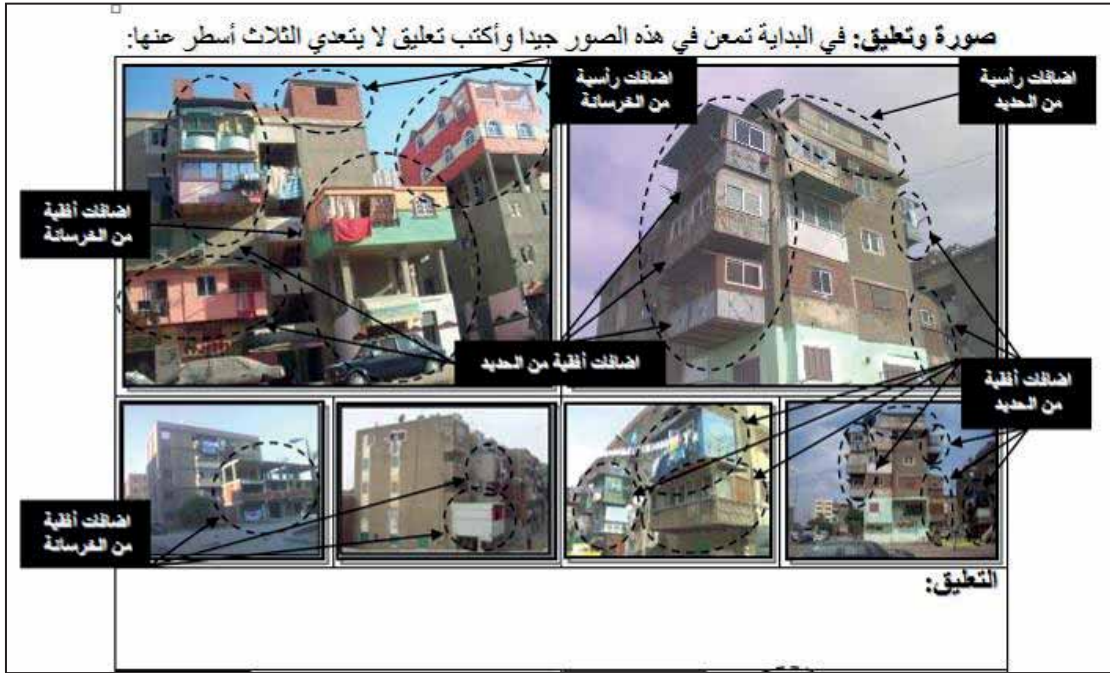 صورة وتعليق: في البداية تمعن في هذه الصور جيدا وأكتب تعليق لا يتعدي الثلاث أسطر عنها:
اضافات رأسية
من الحديد
اضافات رأسية
من الخرسانة
اضافات أفقية
من الخرسانة
اضافات أفقية من الحديد
اضافات أفقية
من الحديد
اضافات أفقية
من الخرسانة
التعليق: